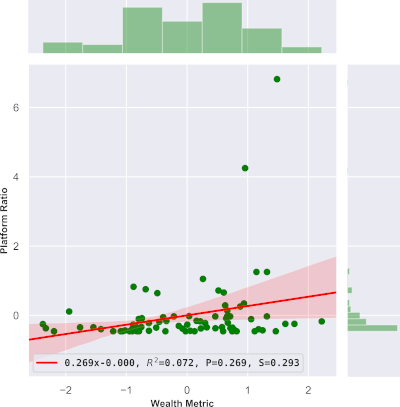 6
4
2
0
Platform Ratio
0.269x-0.000, R²=0.072, P=0.269, S=0.293
−2 −1 0 1 2
Wealth Metric